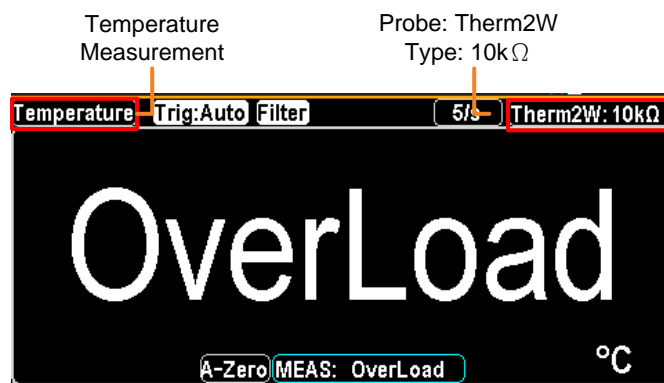 Temperature
Measurement
Probe: Therm2W
Type: 10kΩ
Temperature Trig:Auto Filter 5/s Therm2W:10kΩ
OverLoad
°C
A-Zero MEAS: OverLoad